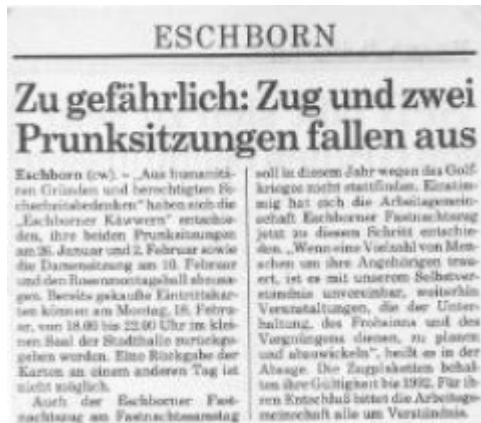 ESCHBORN
Zu gefährlich: Zug und zwei
Prunksitzungen fallen aus
Eschborn (cw). – „Aus humanitä-
ren Gründen und berechtigten Si-
cherheitsbedenken“ haben sich die
„Eschborner Käwwern“ entschie-
den, ihre beiden Prunksitzungen
am 26. Januar und 2. Februar sowie
die Damensitzung am 10. Februar
und den Rosenmontagsball abzusa-
gen. Bereits gekaufte Eintrittskar-
ten können am Montag, 18. Febru-
ar, von 18.00 bis 22.00 Uhr im klei-
nen Saal der Stadthalle zurückge-
geben werden. Eine Rückgabe der
Karten an einem anderen Tag ist
nicht möglich.
Auch der Eschborner Fast-
nachtszug am Fastnachtssamstag
soll in diesem Jahr wegen des Golf-
krieges nicht stattfinden. Einstim-
mig hat sich die Arbeitsgemein-
schaft Eschborner Fastnachtszug
jetzt zu diesem Schritt entschie-
den. „Wenn eine Vielzahl von Men-
schen um ihre Angehörigen trau-
ert, ist es mit unserem Selbstver-
ständnis unvereinbar, weiterhin
Veranstaltungen, die der Unter-
haltung, des Frohsinns und des
Vergnügens dienen, zu planen
und abzuwickeln“, heißt es in der
Absage. Die Zugplaketten behal-
ten ihre Gültigkeit bis 1992. Für ih-
ren Entschluß bittet die Arbeitsge-
meinschaft alle um Verständnis.